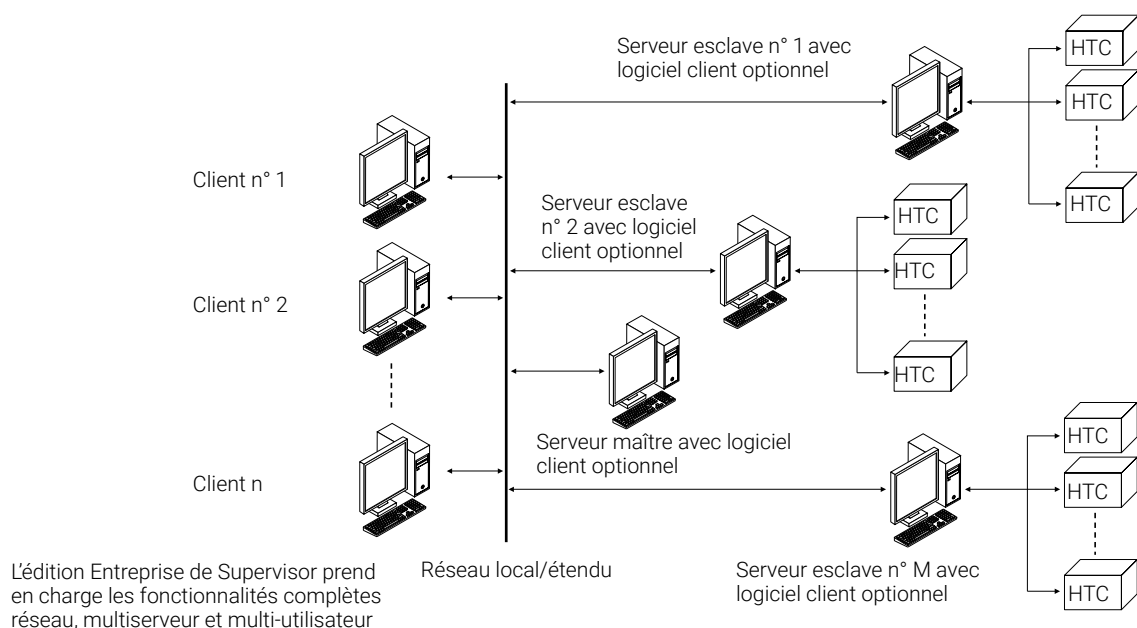 Serveur esclave n° 1 avec
logiciel client optionnel
HTC
HTC
HTC
Client n° 1
Serveur esclave
n° 2 avec logiciel
client optionnel
HTC
HTC
HTC
Client n° 2
Serveur maître avec logiciel
client optionnel
Client n
HTC
HTC
HTC
L'édition Entreprise de Supervisor prend
en charge les fonctionnalités complètes
réseau, multiserveur et multi-utilisateur
Réseau local/étendu
Serveur esclave n° M avec
logiciel client optionnel